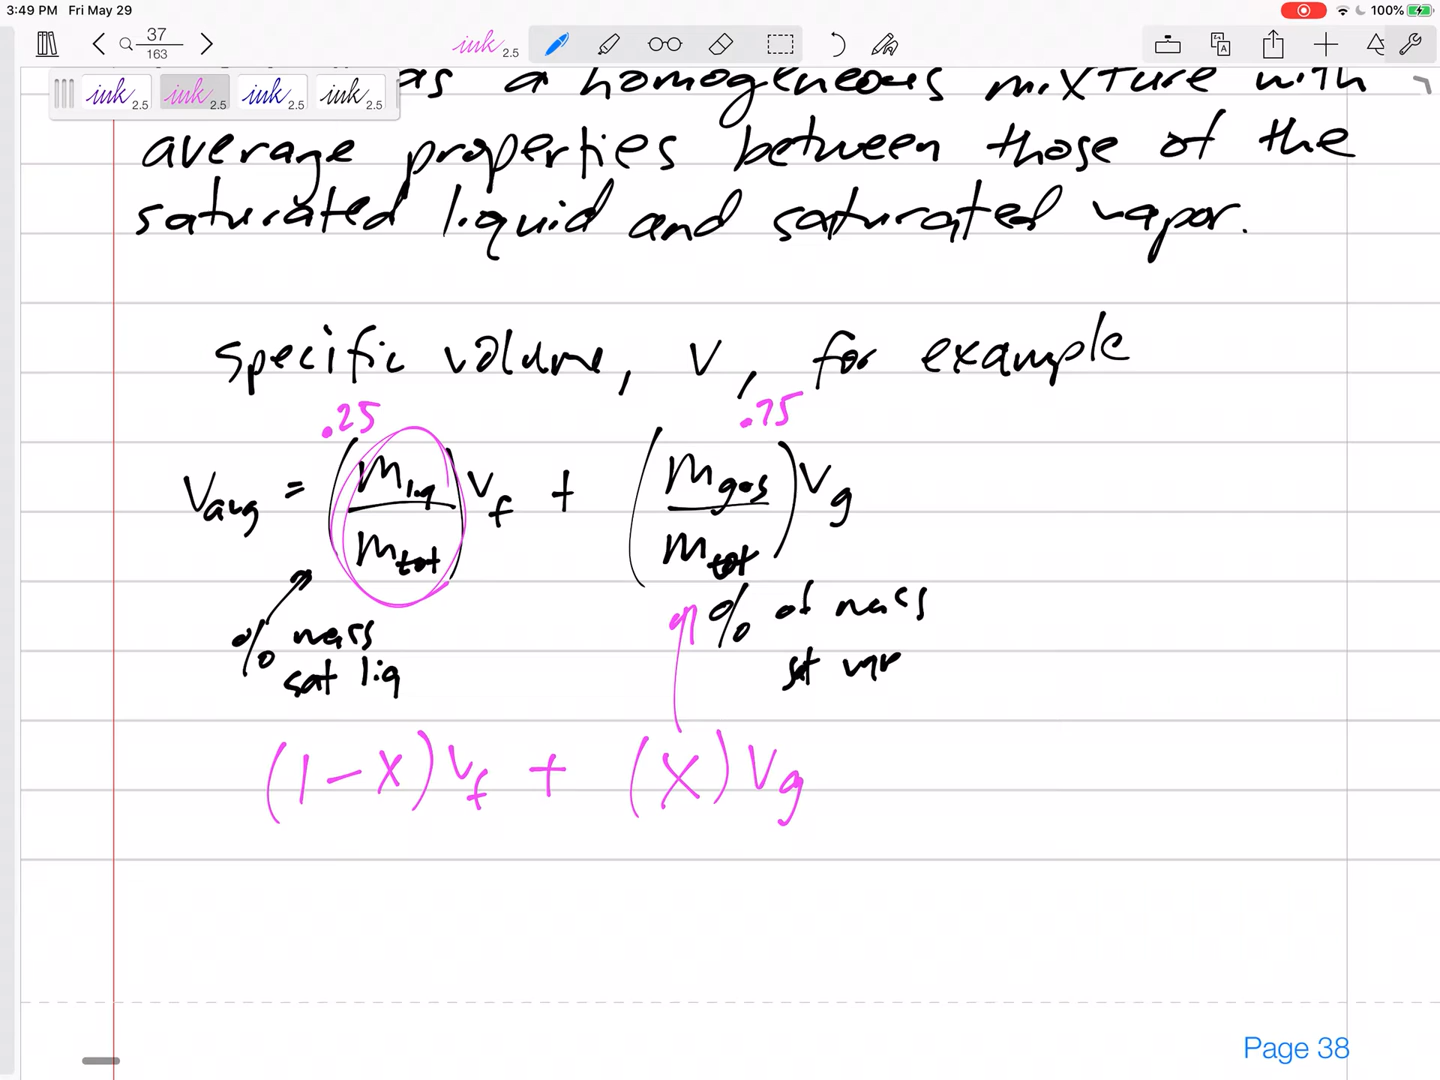 3:49 PM Fri May 29
100%
37
163
ink 2.5
ink 2.5 ink 2.5 ink 2.5 ink 2.5
as a homogeneous mixture with
average properties between those of the
saturated liquid and saturated vapor.
specific volume, v, for example
.25 .75
Vavg = (mliq/mtot) vf + (mgas/mtot) vg
% mass sat liq
% of mass sat vap
(1-x)vf + (x)vg
Page 38